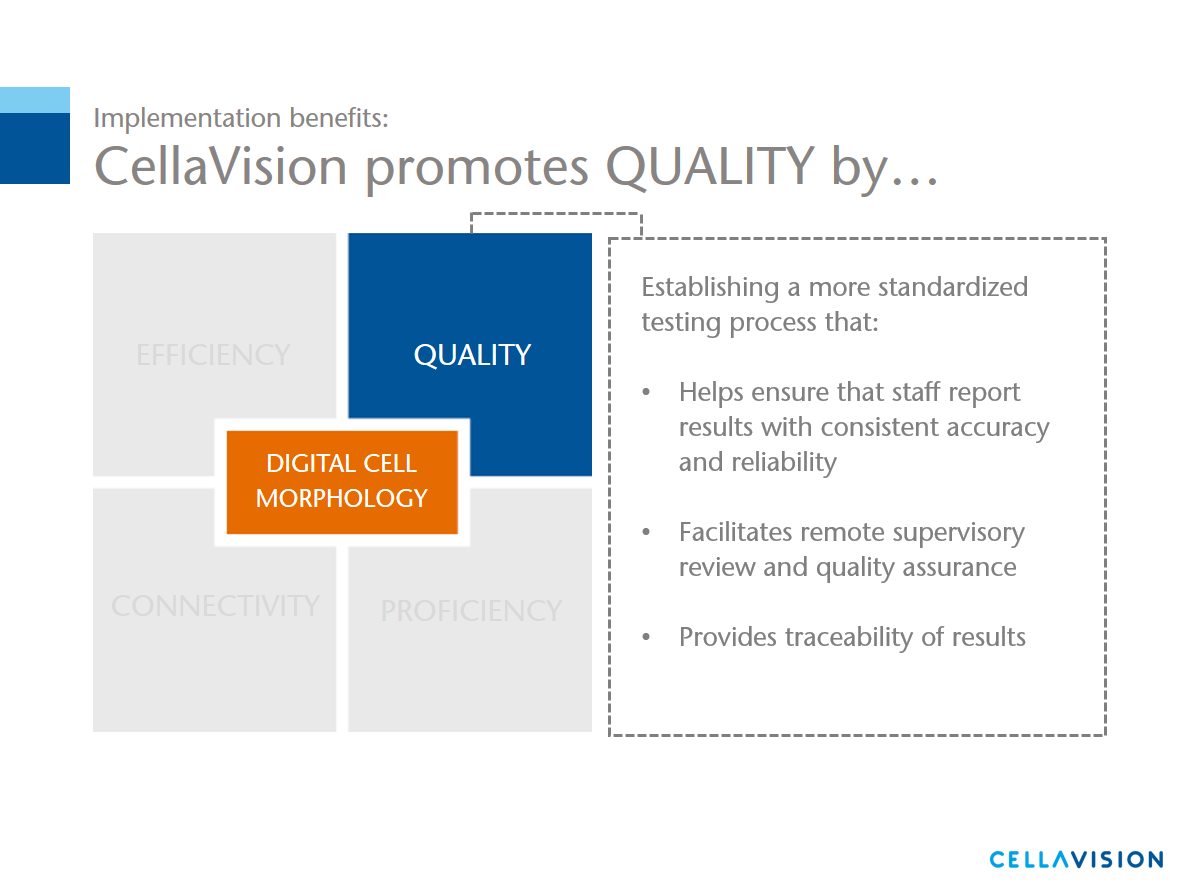 Implementation benefits:
CellaVision promotes QUALITY by...
EFFICIENCY
QUALITY
DIGITAL CELL
MORPHOLOGY
CONNECTIVITY
PROFICIENCY
Establishing a more standardized
testing process that:
• Helps ensure that staff report
results with consistent accuracy
and reliability
• Facilitates remote supervisory
review and quality assurance
• Provides traceability of results
CELLAVISION